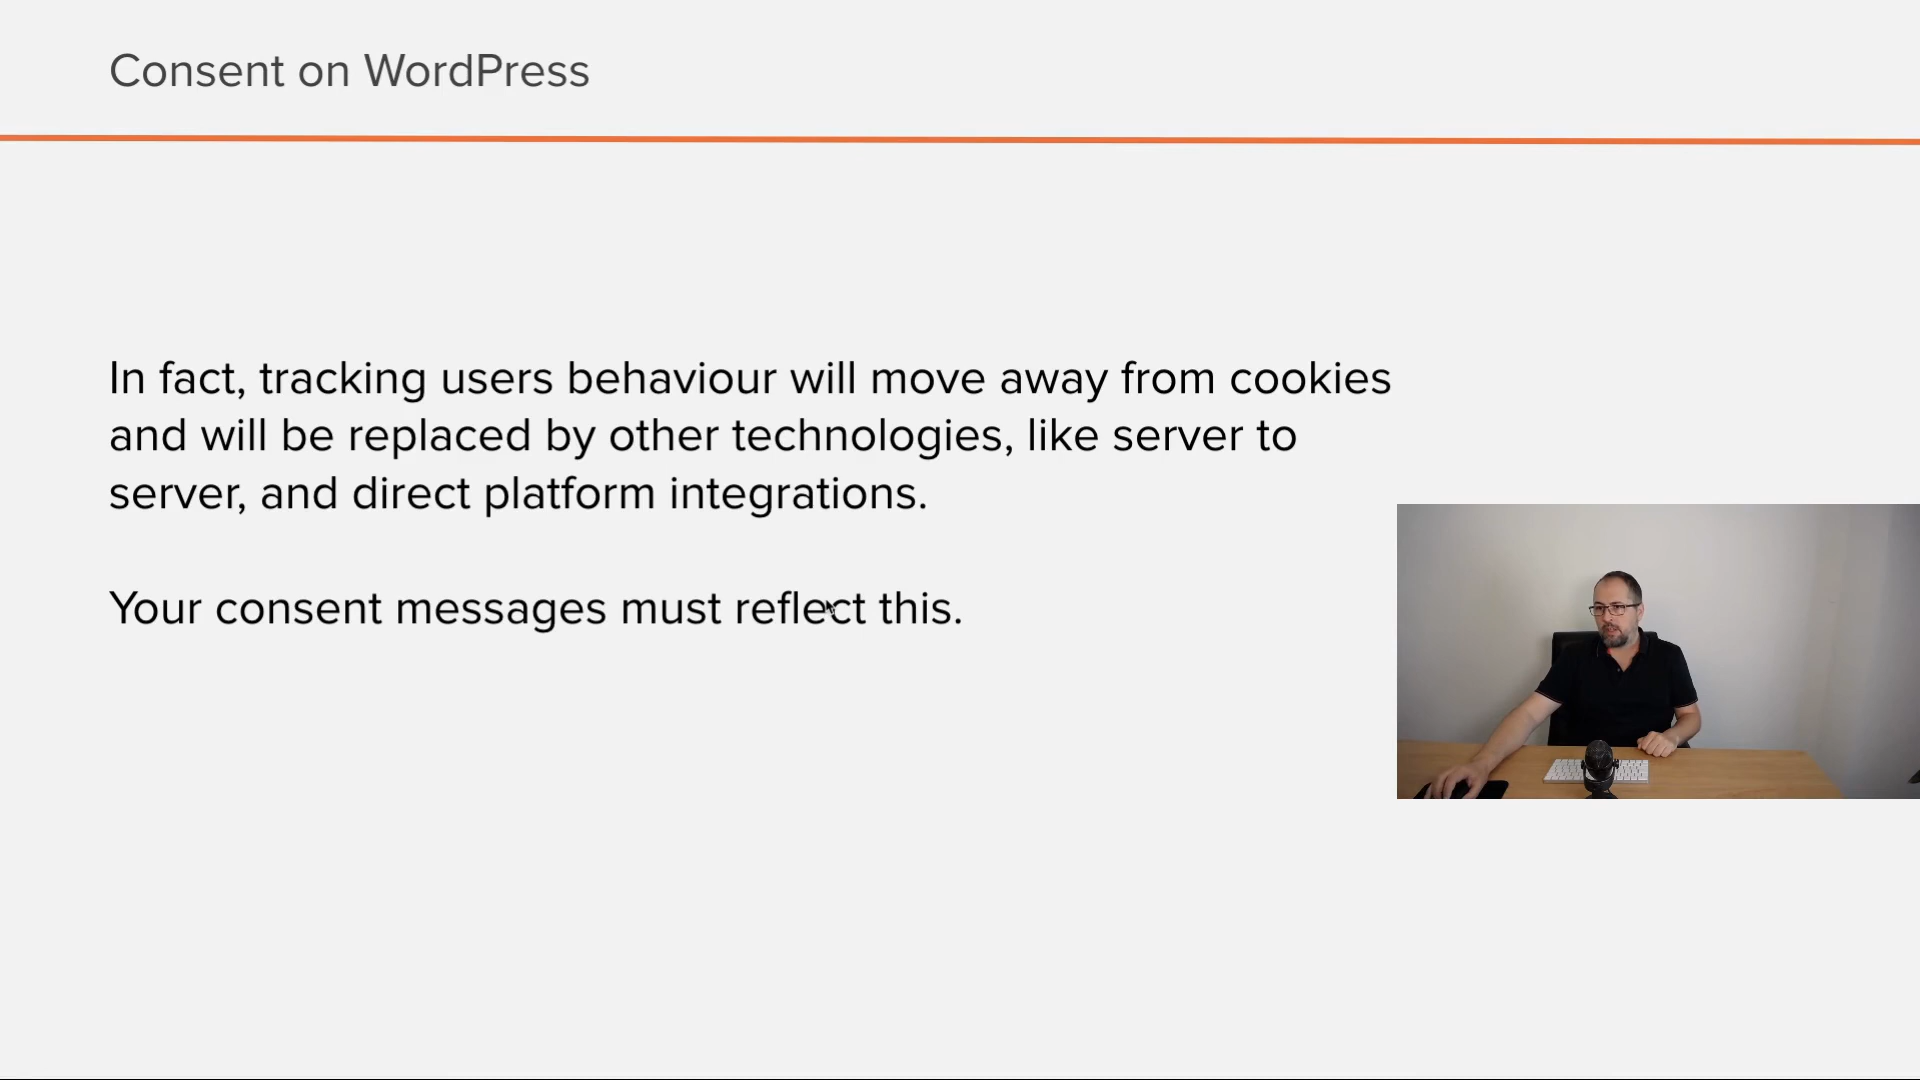 Consent on WordPress
In fact, tracking users behaviour will move away from cookies
and will be replaced by other technologies, like server to
server, and direct platform integrations.
Your consent messages must reflect this.